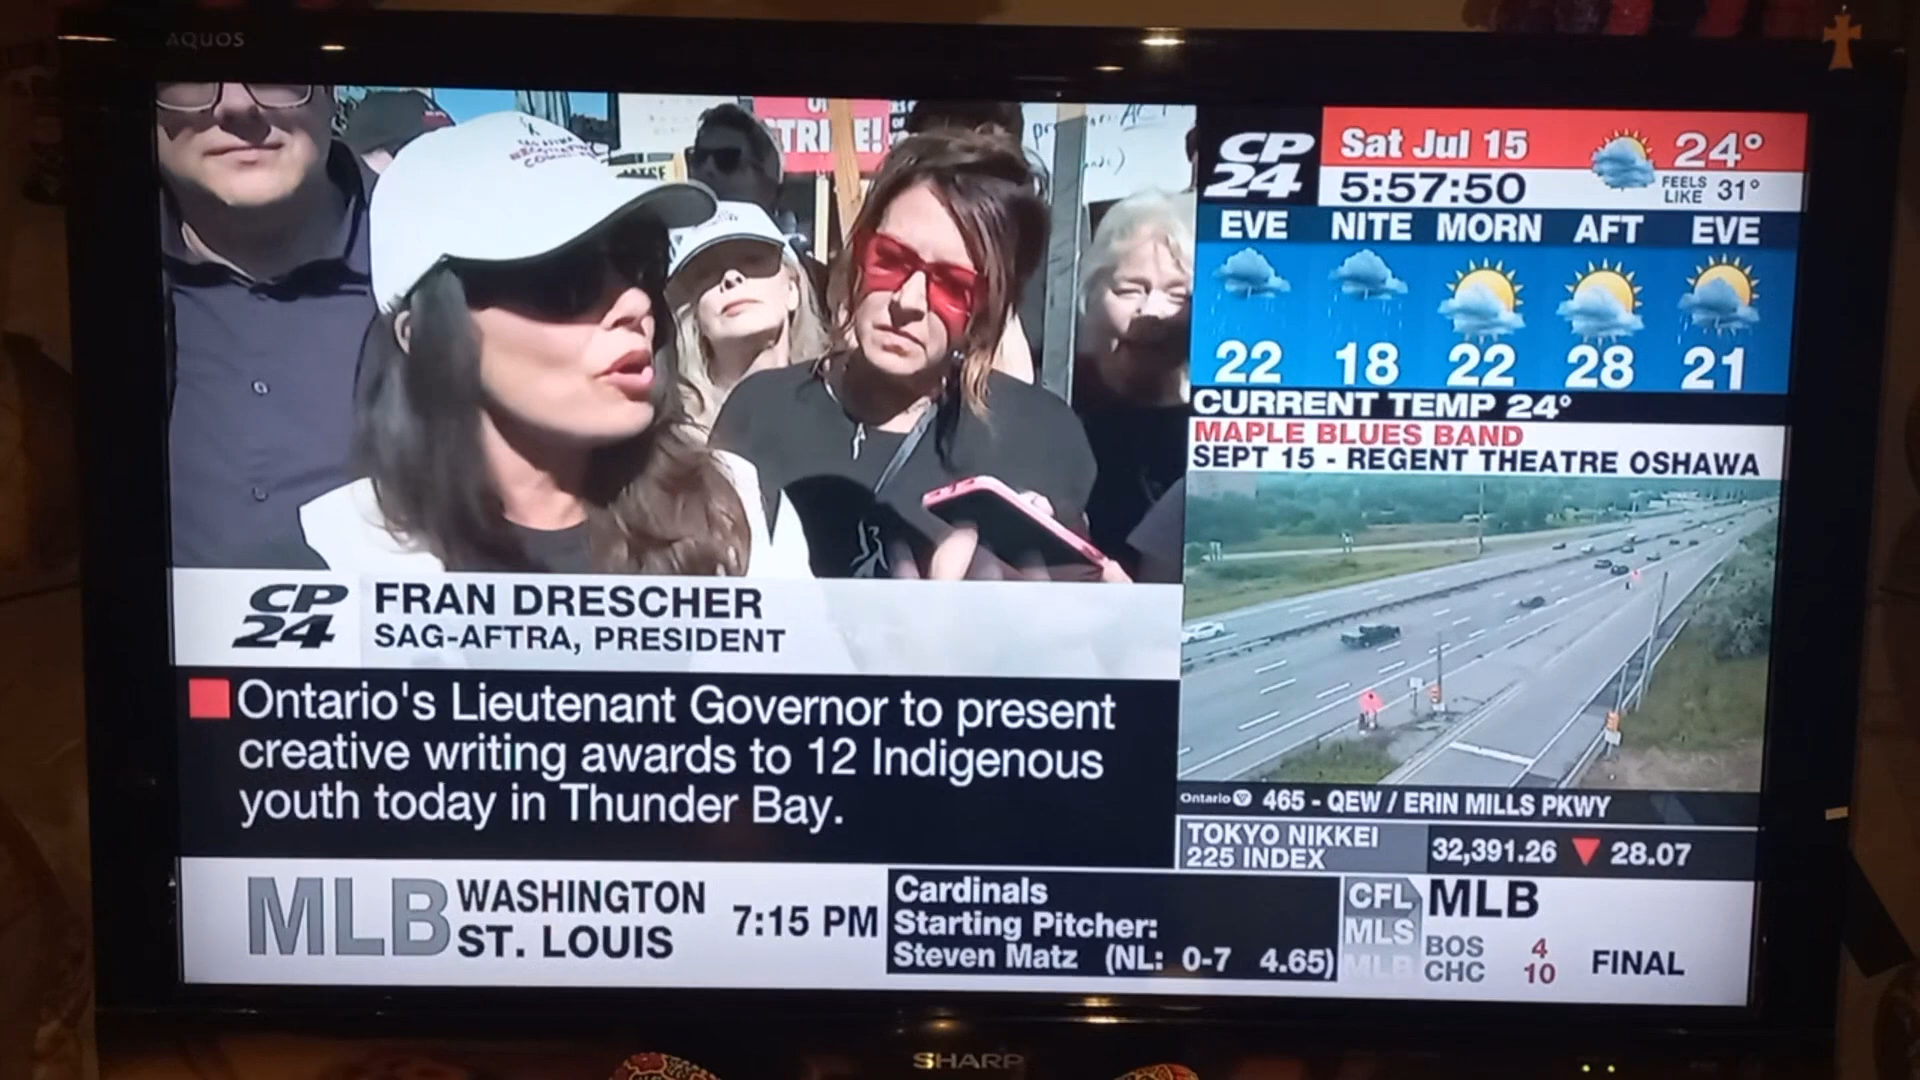 AQUOS
STRIKE!
CP
24
Sat Jul 15
24°
5:57:50
FEELS
LIKE 31°
EVE NITE MORN AFT EVE
22 18 22 28 21
CURRENT TEMP 24°
MAPLE BLUES BAND
SEPT 15 - REGENT THEATRE OSHAWA
CP
24
FRAN DRESCHER
SAG-AFTRA, PRESIDENT
Ontario's Lieutenant Governor to present
creative writing awards to 12 Indigenous
youth today in Thunder Bay.
Ontario 465 - QEW / ERIN MILLS PKWY
TOKYO NIKKEI
225 INDEX
32,391.26 ▼ 28.07
MLB
WASHINGTON
ST. LOUIS
7:15 PM
Cardinals
Starting Pitcher:
Steven Matz (NL: 0-7 4.65)
CFL
MLS
MLB
MLB
BOS 4
CHC 10
FINAL
SHARP